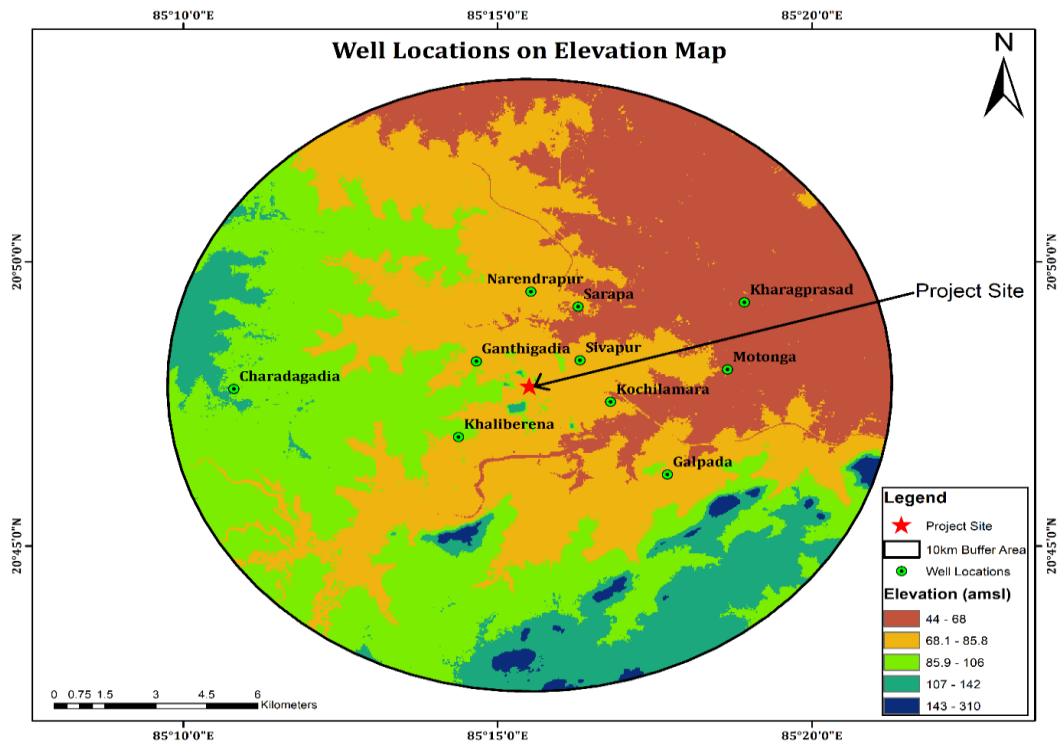 85°10'0"E 85°15'0"E 85°20'0"E
Well Locations on Elevation Map
N
20°50'0"N 20°50'0"N
Narendrapur
Sarapa
Kharagprasad
Project Site
Ganthigadia
Sivapur
Motonga
Charadagadia
Kochilamara
Khaliberena
Galpada
20°45'0"N 20°45'0"N
Legend
Project Site
10km Buffer Area
Well Locations
Elevation (amsl)
44 - 68
68.1 - 85.8
85.9 - 106
107 - 142
143 - 310
0 0.75 1.5 3 4.5 6
Kilometers
85°10'0"E 85°15'0"E 85°20'0"E